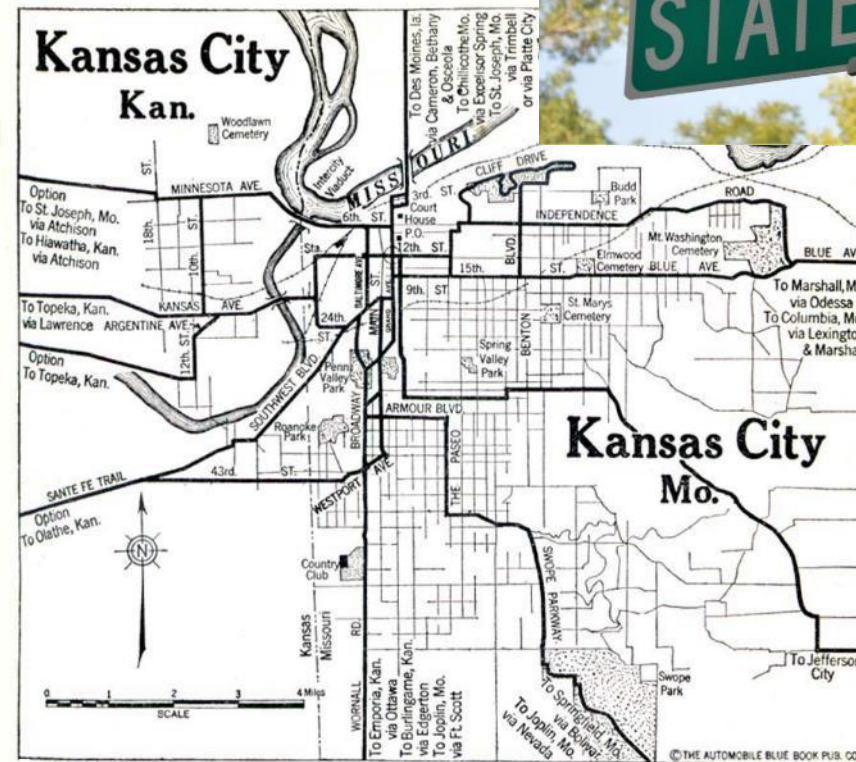 STATE
Kansas City
Kan.
To Des Moines, Ia.
via Cameron, Bethany
& Osceola
To Chillicothe Mo.
via Excelsior Spring
To St. Joseph, Mo.
via Trimbell
or via Platte City
Woodlawn
Cemetery
Intercity
Viaduct
MISSOURI
CLIFF DRIVE
ST.
MINNESOTA AVE.
6th. ST.
3rd. ST.
Court
House
P.O.
12th. ST.
Budd
Park
INDEPENDENCE ROAD
Option
To St. Joseph, Mo.
via Atchison
To Hiawatha, Kan.
via Atchison
18th.
10th. ST.
Sta.
BALTIMORE AVE.
ST.
MAIN
GRAND AVE.
15th. ST.
BLVD.
Elmwood
Cemetery
BLUE AVE.
Mt. Washington
Cemetery
BLUE AV
KANSAS AVE.
9th. ST.
To Topeka, Kan.
via Lawrence
ARGENTINE AVE.
24th. ST.
St. Marys
Cemetery
To Marshall, M
via Odessa
To Columbia, Mo
via Lexingto
& Marsha
12th. ST.
Option
To Topeka, Kan.
SOUTHWEST BLVD.
Penn
Valley
Park
Spring
Valley
Park
BENTON
Roanoke
Park
BROADWAY
ARMOUR BLVD.
THE PASEO
Kansas City
Mo.
SANTE FE TRAIL
43rd. ST.
WESTPORT AVE.
Option
To Olathe, Kan.
N
Country
Club
SWOPE PARKWAY
Kansas
Missouri
WORNALL RD.
To Emporia, Kan.
via Ottawa
To Burlingame, Kan.
via Edgerton
To Joplin, Mo.
via Ft. Scott
Swope
Park
To Jefferson
City
To Springfield, Mo.
via Bolivar
To Joplin, Mo.
via Nevada
0 1 2 3 4 Miles
SCALE
© THE AUTOMOBILE BLUE BOOK PUB. CO